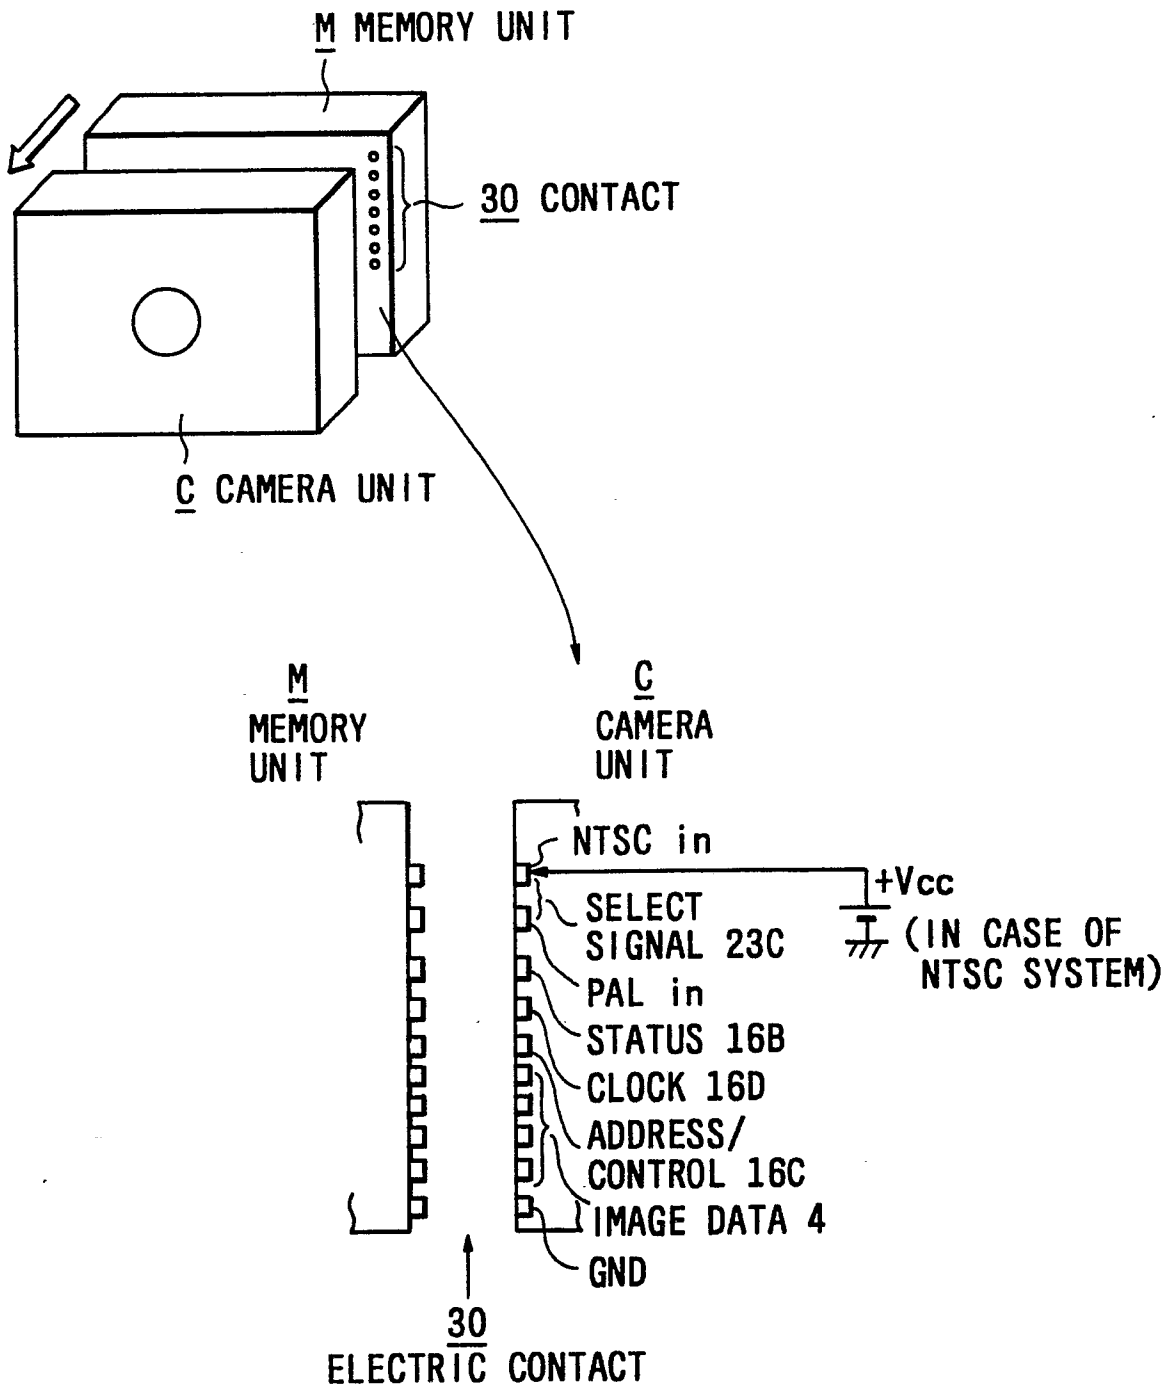 M MEMORY UNIT
30 CONTACT
C CAMERA UNIT
M
MEMORY
UNIT
C
CAMERA
UNIT
NTSC in
+Vcc
SELECT
SIGNAL 23C
(IN CASE OF
NTSC SYSTEM)
PAL in
STATUS 16B
CLOCK 16D
ADDRESS/
CONTROL 16C
IMAGE DATA 4
GND
30
ELECTRIC CONTACT